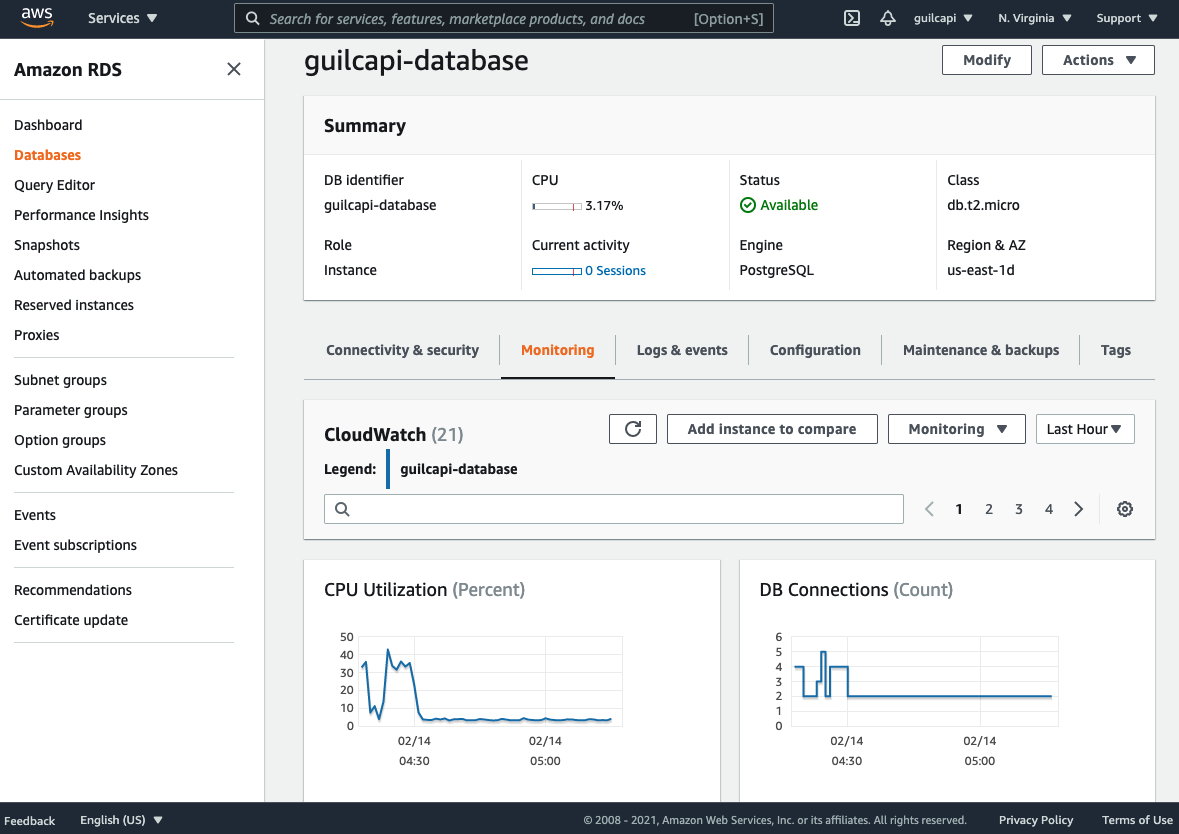 aws
Services
Search for services, features, marketplace products, and docs [Option+S]
guilcapi
N. Virginia
Support
Amazon RDS
Dashboard
Databases
Query Editor
Performance Insights
Snapshots
Automated backups
Reserved instances
Proxies
Subnet groups
Parameter groups
Option groups
Custom Availability Zones
Events
Event subscriptions
Recommendations
Certificate update
guilcapi-database
Modify
Actions
Summary
DB identifier
guilcapi-database
CPU
3.17%
Status
Available
Class
db.t2.micro
Role
Instance
Current activity
0 Sessions
Engine
PostgreSQL
Region & AZ
us-east-1d
Connectivity & security
Monitoring
Logs & events
Configuration
Maintenance & backups
Tags
CloudWatch (21)
Add instance to compare
Monitoring
Last Hour
Legend: guilcapi-database
1 2 3 4
CPU Utilization (Percent)
50
40
30
20
10
0
02/14 02/14
04:30 05:00
DB Connections (Count)
6
5
4
3
2
1
0
02/14 02/14
04:30 05:00
Feedback
English (US)
© 2008 - 2021, Amazon Web Services, Inc. or its affiliates. All rights reserved.
Privacy Policy
Terms of Use